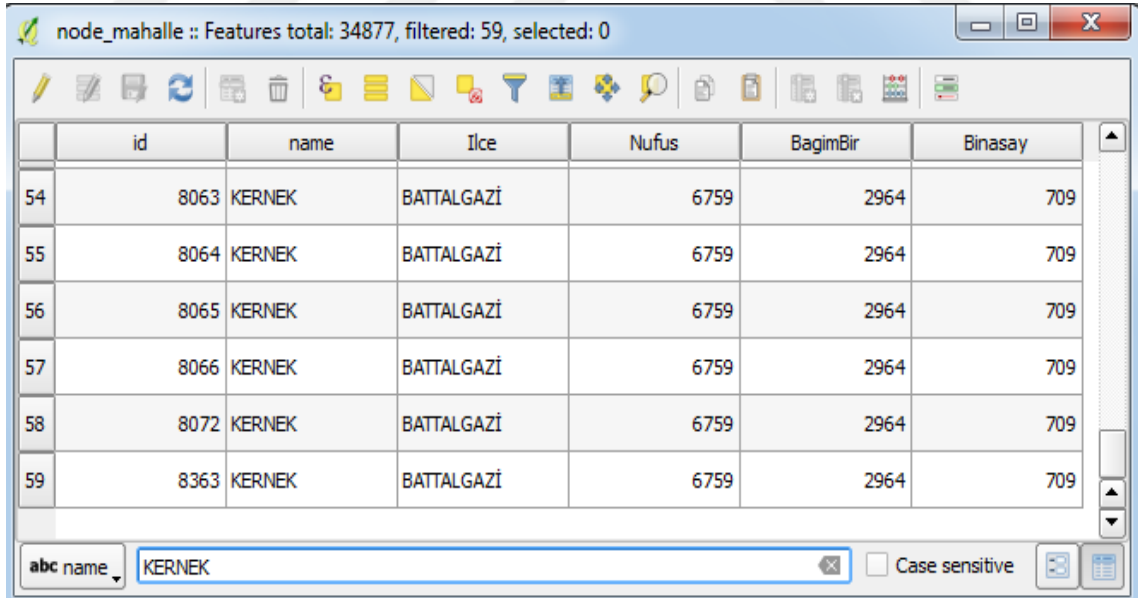 node_mahalle :: Features total: 34877, filtered: 59, selected: 0
id name Ilce Nufus BagimBir Binasay
54 8063 KERNEK BATTALGAZİ 6759 2964 709
55 8064 KERNEK BATTALGAZİ 6759 2964 709
56 8065 KERNEK BATTALGAZİ 6759 2964 709
57 8066 KERNEK BATTALGAZİ 6759 2964 709
58 8072 KERNEK BATTALGAZİ 6759 2964 709
59 8363 KERNEK BATTALGAZİ 6759 2964 709
abc name KERNEK Case sensitive